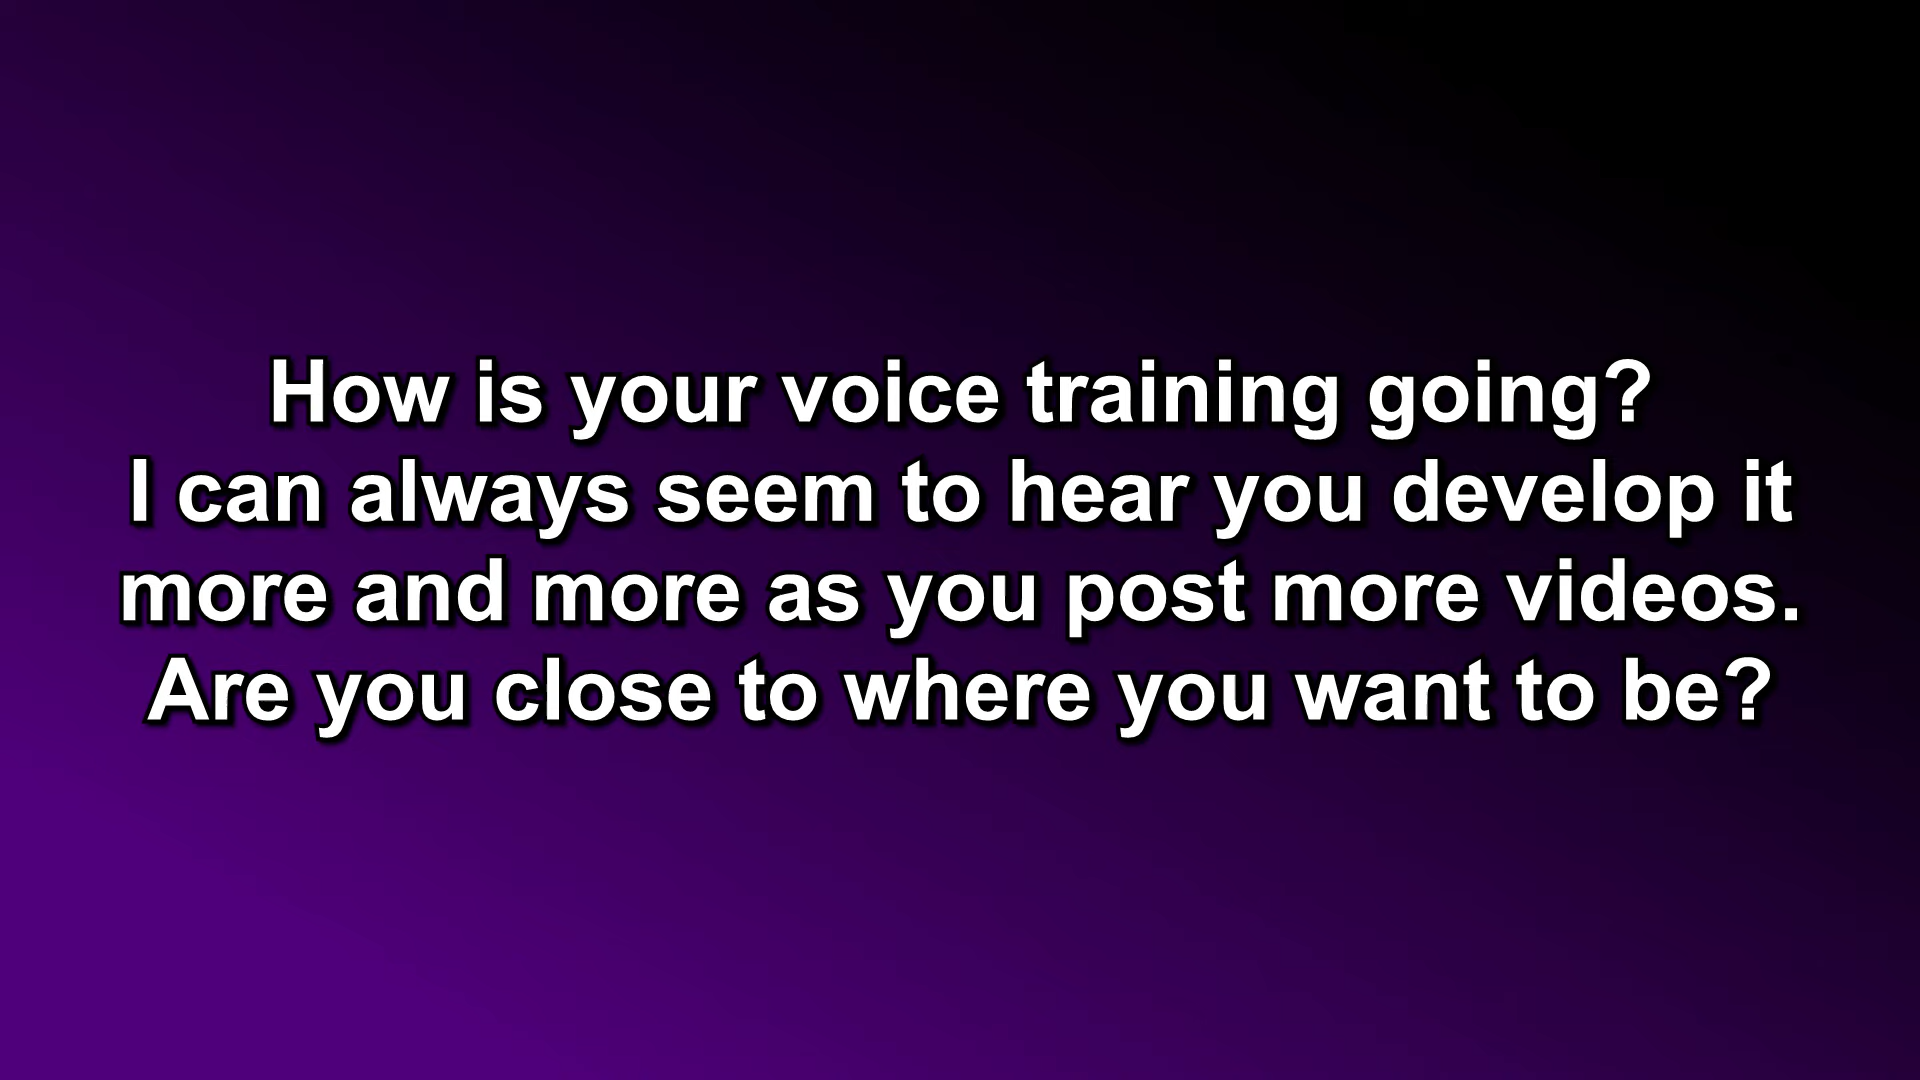 How is your voice training going?
I can always seem to hear you develop it
more and more as you post more videos.
Are you close to where you want to be?